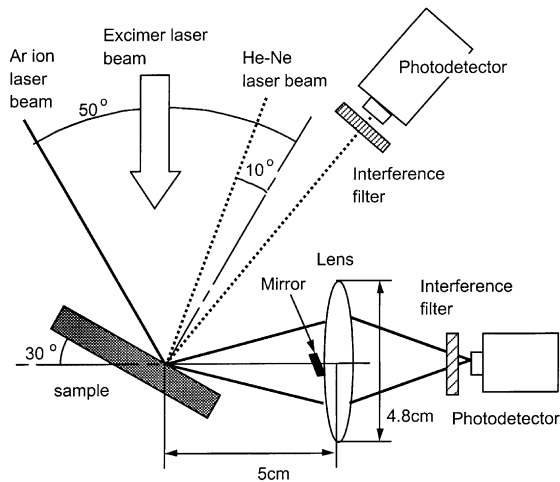 Ar ion
laser
beam
Excimer laser
beam
He-Ne
laser beam
Photodetector
50°
10°
Interference
filter
Lens
Mirror
Interference
filter
30°
sample
4.8cm
Photodetector
5cm